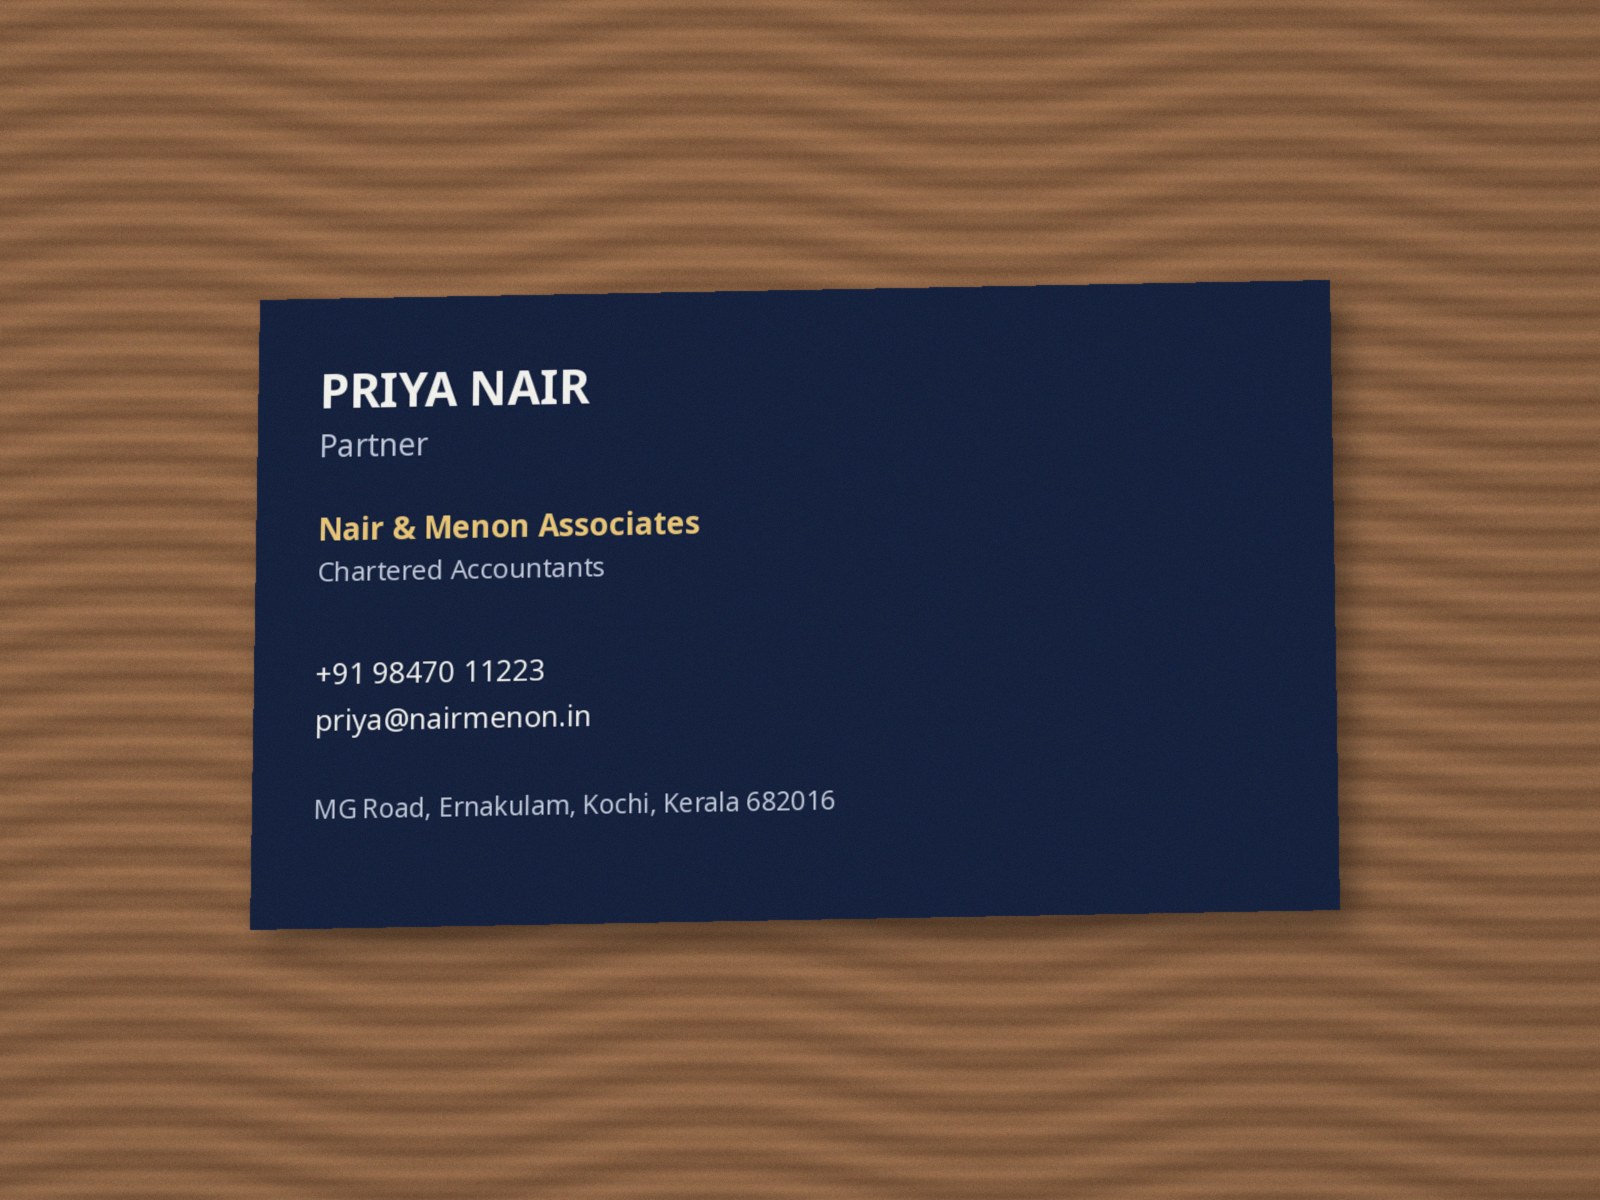 PRIYA NAIR
Partner
Nair & Menon Associates
Chartered Accountants
+91 98470 11223
priya@nairmenon.in
MG Road, Ernakulam, Kochi, Kerala 682016